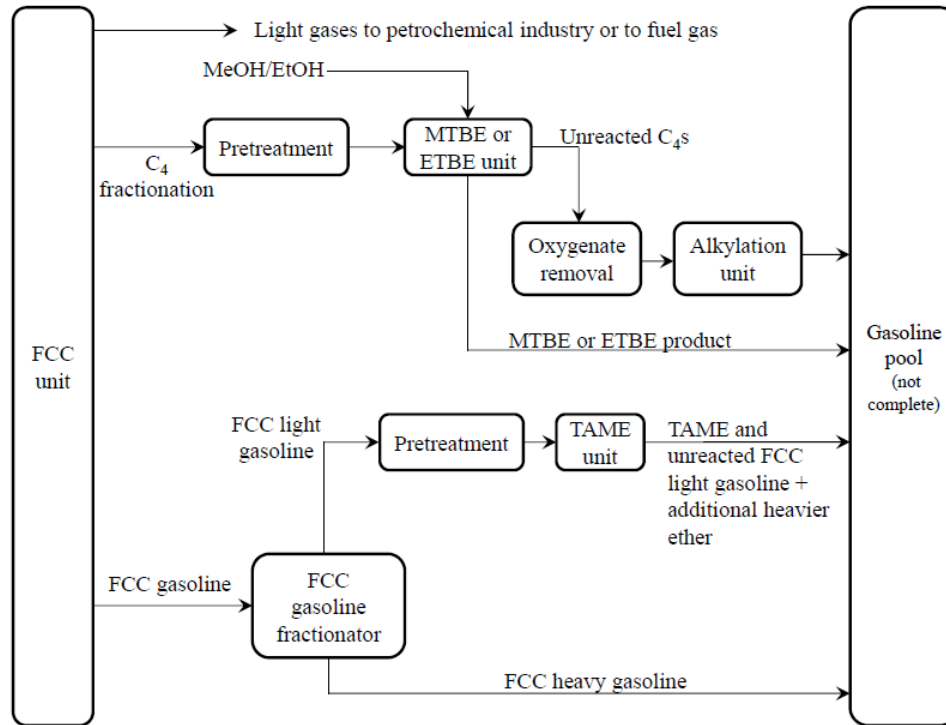 Light gases to petrochemical industry or to fuel gas
MeOH/EtOH
Pretreatment
MTBE or
ETBE unit
Unreacted C₄s
C₄
fractionation
Oxygenate
removal
Alkylation
unit
MTBE or ETBE product
FCC
unit
Gasoline
pool
(not
complete)
FCC light
gasoline
Pretreatment
TAME
unit
TAME and
unreacted FCC
light gasoline +
additional heavier
ether
FCC gasoline
FCC
gasoline
fractionator
FCC heavy gasoline